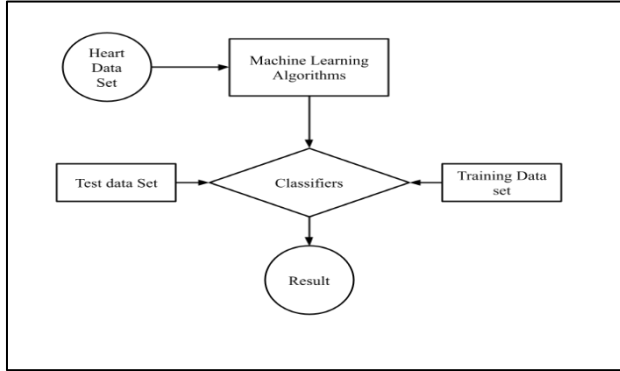 Heart
Data
Set
Machine Learning
Algorithms
Test data Set
Classifiers
Training Data
set
Result